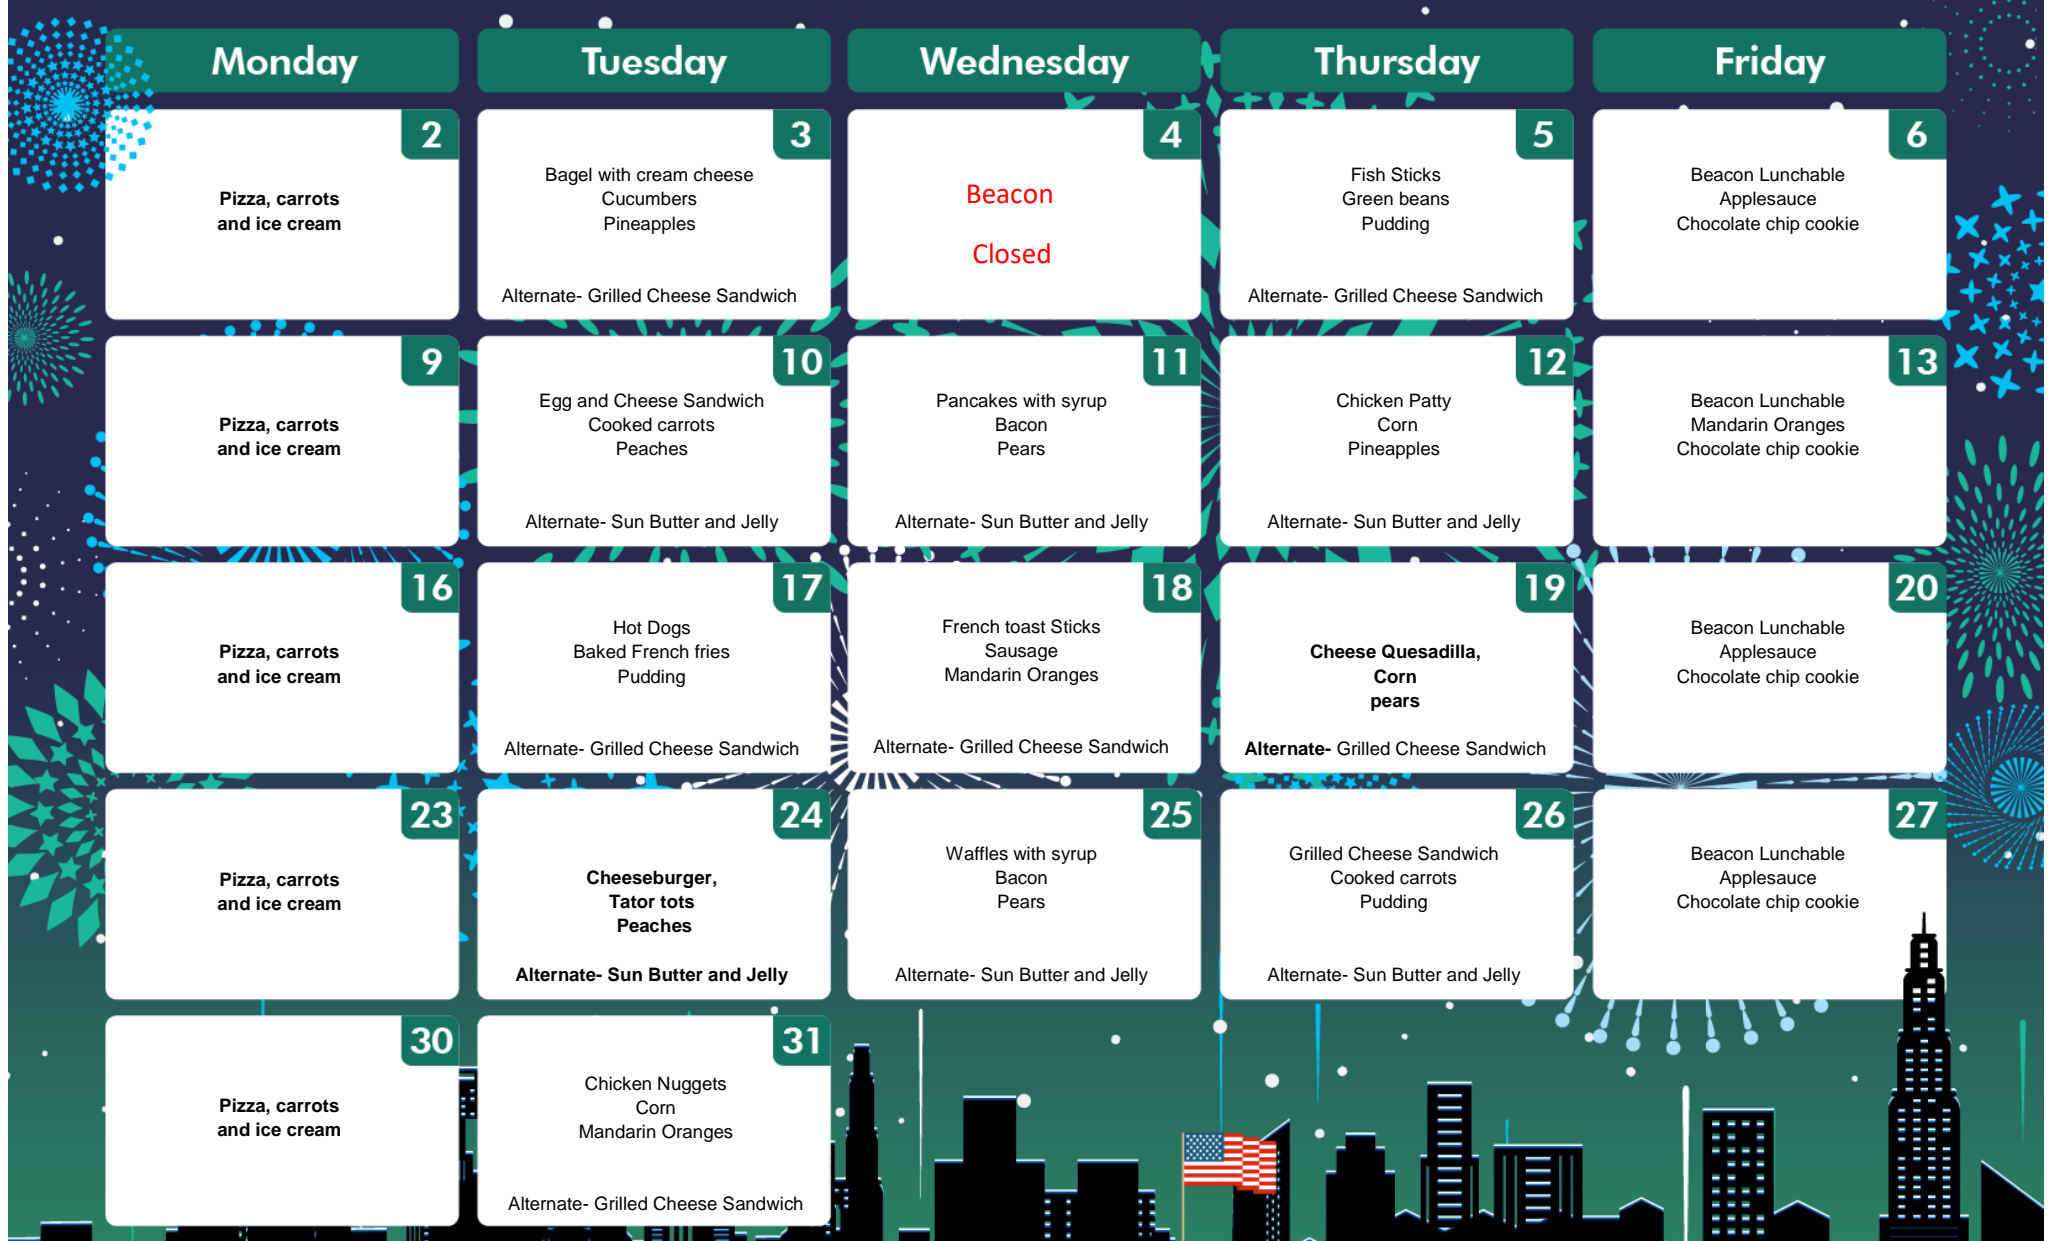 Monday
Tuesday
Wednesday
Thursday
Friday
2
Pizza, carrots
and ice cream
3
Bagel with cream cheese
Cucumbers
Pineapples
Alternate- Grilled Cheese Sandwich
4
Beacon
Closed
5
Fish Sticks
Green beans
Pudding
Alternate- Grilled Cheese Sandwich
6
Beacon Lunchable
Applesauce
Chocolate chip cookie
9
Pizza, carrots
and ice cream
10
Egg and Cheese Sandwich
Cooked carrots
Peaches
Alternate- Sun Butter and Jelly
11
Pancakes with syrup
Bacon
Pears
Alternate- Sun Butter and Jelly
12
Chicken Patty
Corn
Pineapples
Alternate- Sun Butter and Jelly
13
Beacon Lunchable
Mandarin Oranges
Chocolate chip cookie
16
Pizza, carrots
and ice cream
17
Hot Dogs
Baked French fries
Pudding
Alternate- Grilled Cheese Sandwich
18
French toast Sticks
Sausage
Mandarin Oranges
Alternate- Grilled Cheese Sandwich
19
Cheese Quesadilla,
Corn
pears
Alternate- Grilled Cheese Sandwich
20
Beacon Lunchable
Applesauce
Chocolate chip cookie
23
Pizza, carrots
and ice cream
24
Cheeseburger,
Tator tots
Peaches
Alternate- Sun Butter and Jelly
25
Waffles with syrup
Bacon
Pears
Alternate- Sun Butter and Jelly
26
Grilled Cheese Sandwich
Cooked carrots
Pudding
Alternate- Sun Butter and Jelly
27
Beacon Lunchable
Applesauce
Chocolate chip cookie
30
Pizza, carrots
and ice cream
31
Chicken Nuggets
Corn
Mandarin Oranges
Alternate- Grilled Cheese Sandwich